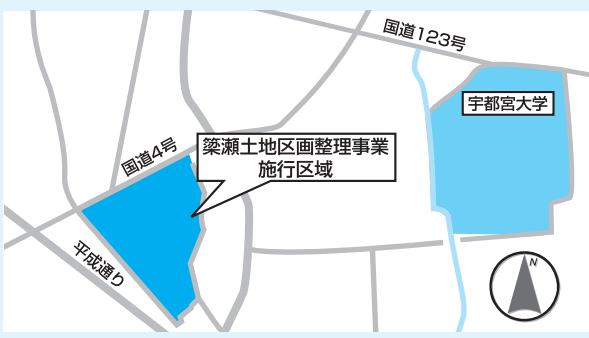 国道123号
宇都宮大学
国道4号
簗瀬土地区画整理事業
施行区域
平成通り
N